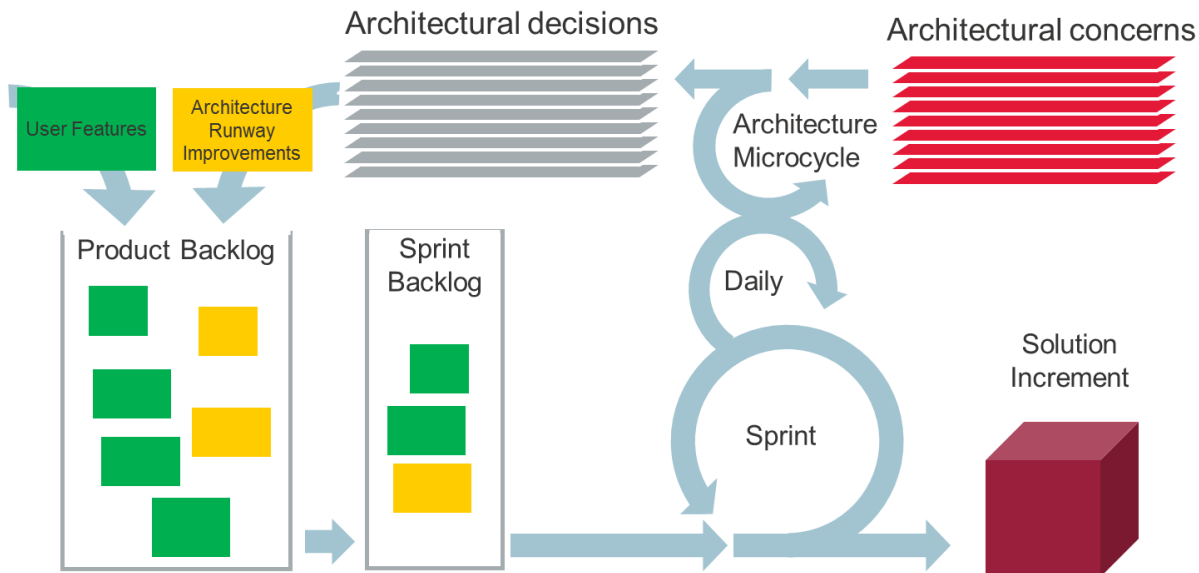 Architectural decisions
Architectural concerns
User Features
Architecture
Runway
Improvements
Architecture
Microcycle
Product Backlog
Sprint
Backlog
Daily
Solution
Increment
Sprint